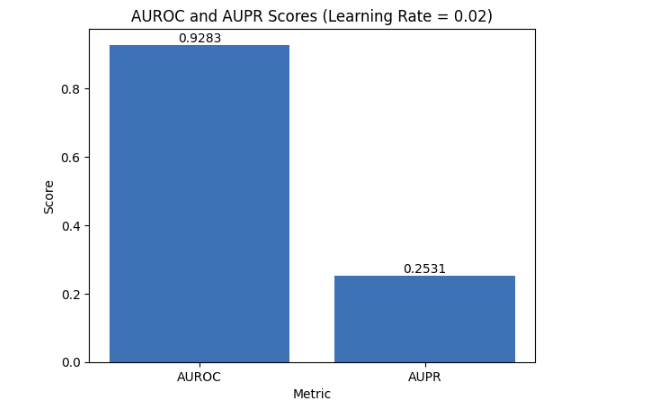 AUROC and AUPR Scores (Learning Rate = 0.02)
0.9283
0.8
0.6
Score
0.4
0.2531
0.2
0.0
AUROC AUPR
Metric